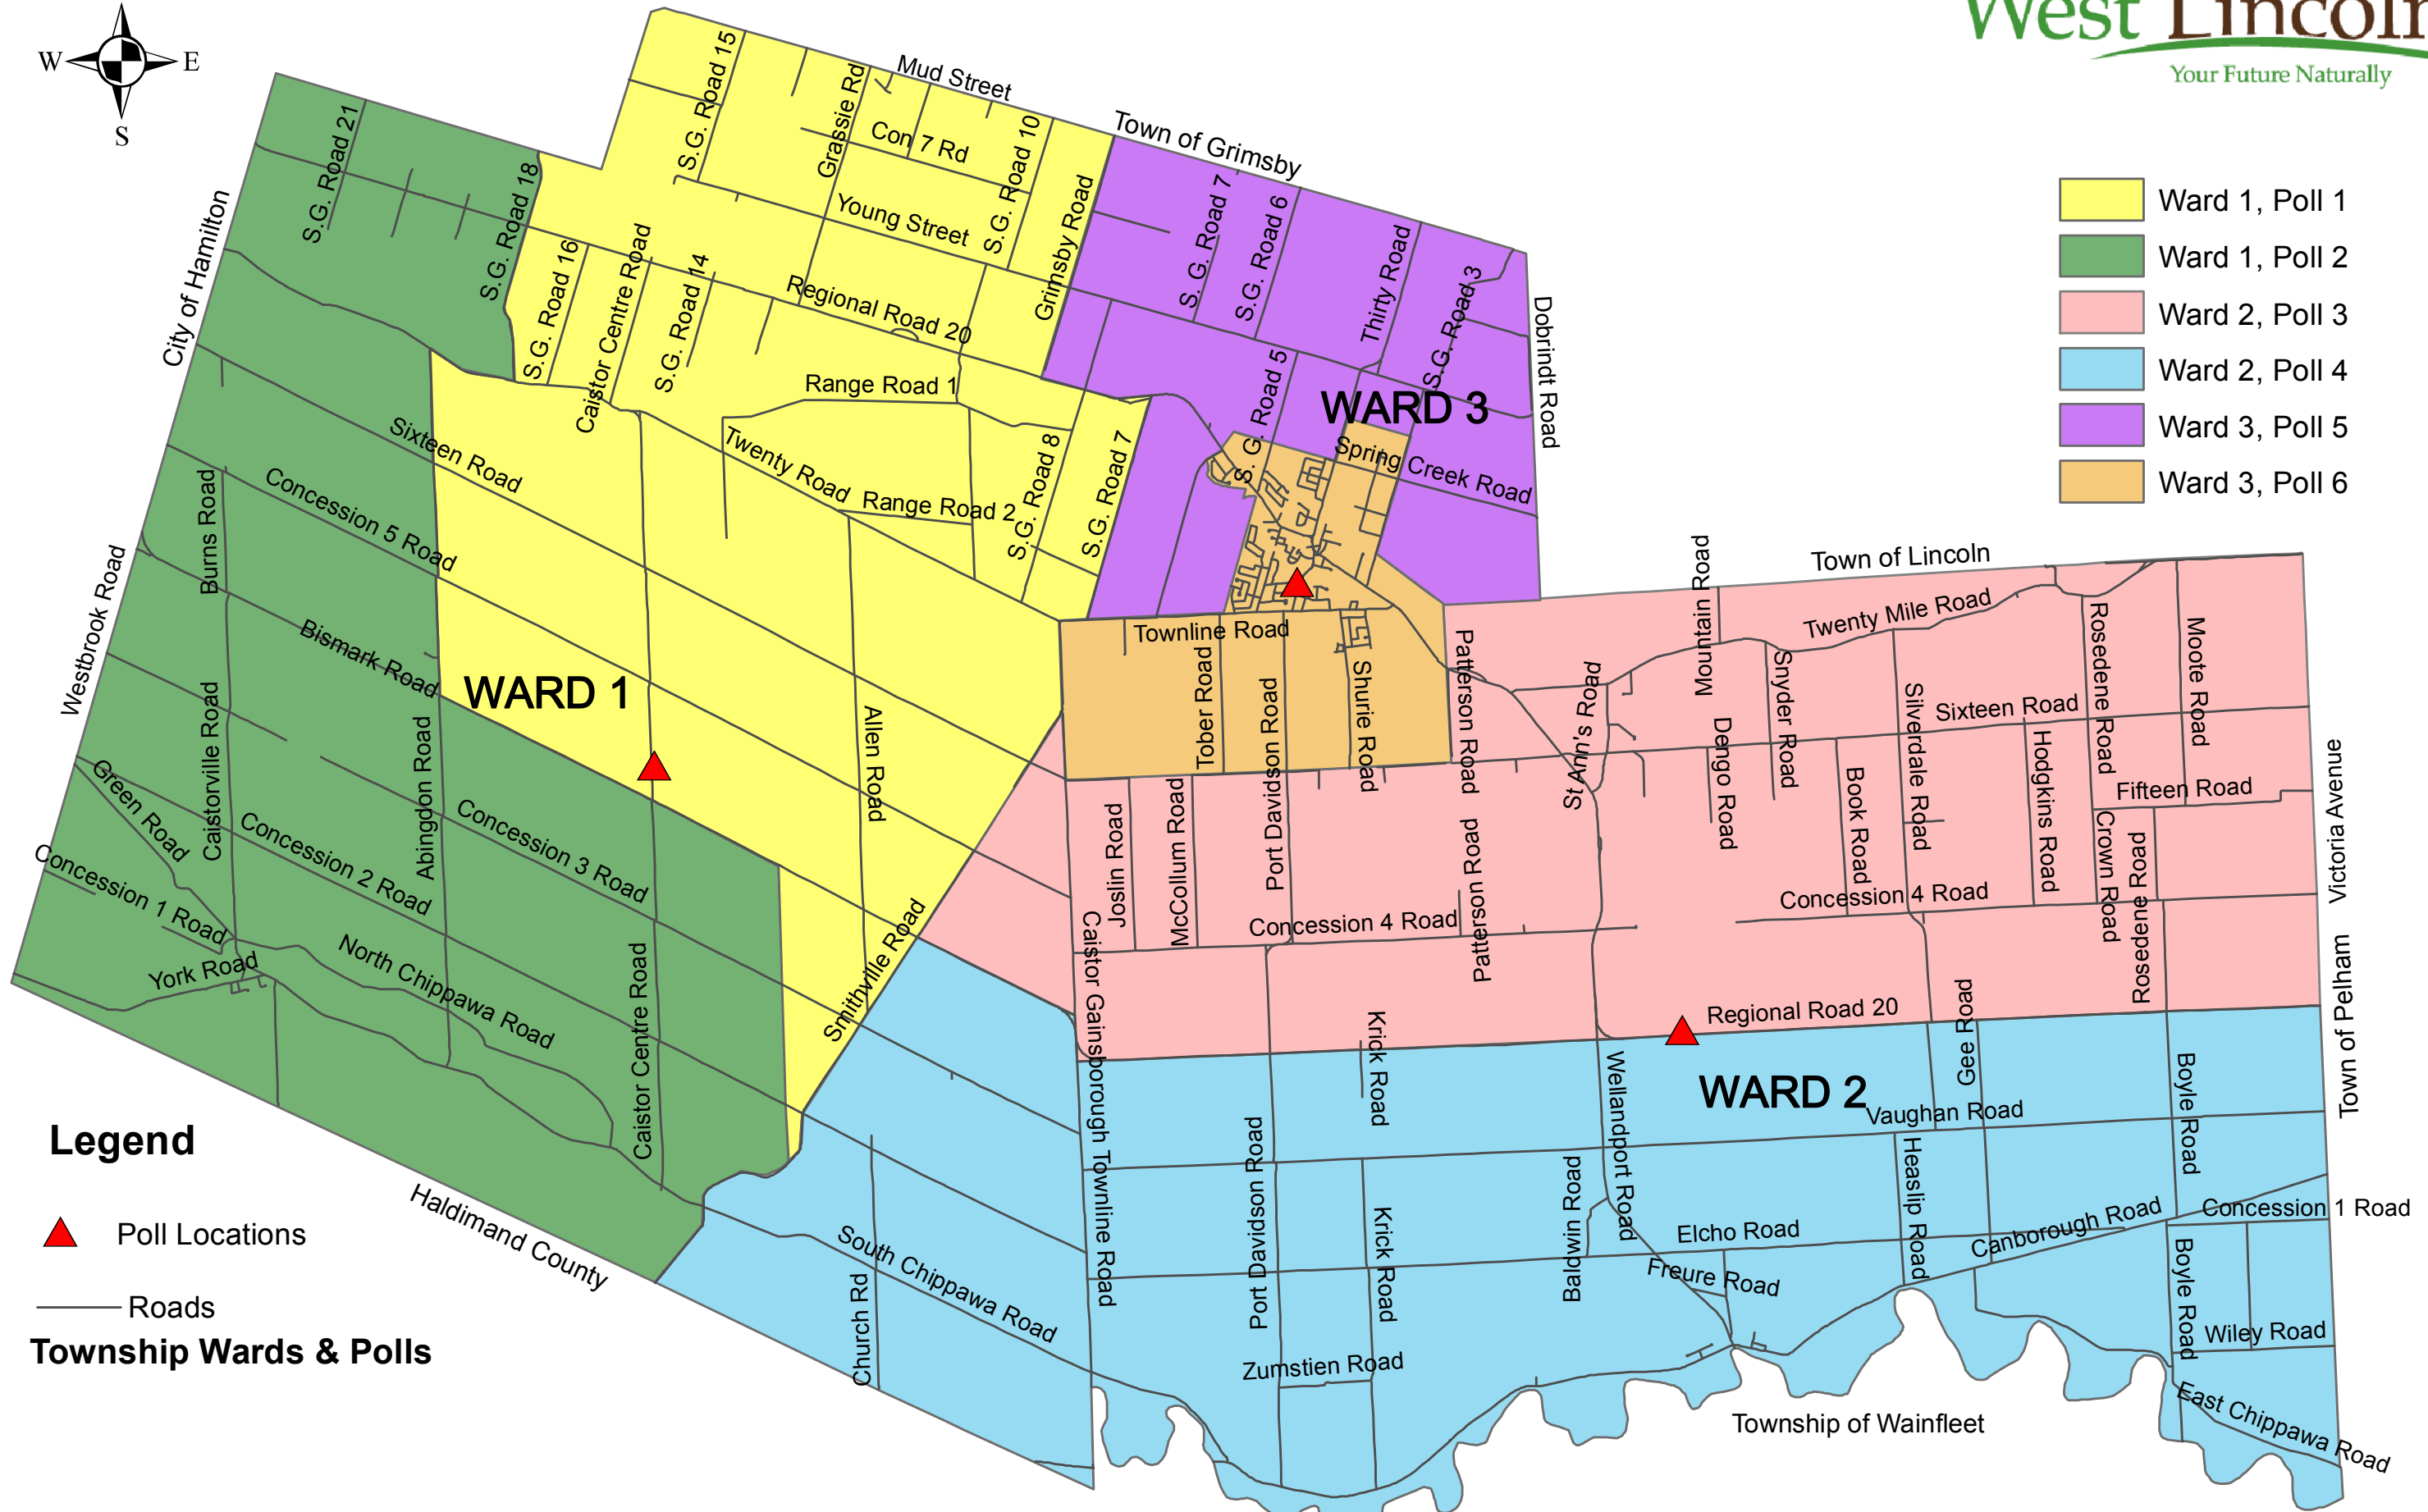 West Lincoln
Your Future Naturally
W
E
S
Ward 1, Poll 1
Ward 1, Poll 2
Ward 2, Poll 3
Ward 2, Poll 4
Ward 3, Poll 5
Ward 3, Poll 6
Mud Street
Town of Grimsby
S.G. Road 15
Grassie Rd
Con 7 Rd
S.G. Road 10
Grimsby Road
S.G. Road 21
S.G. Road 18
Young Street
S. G. Road 7
S.G. Road 6
Thirty Road
S.G. Road 3
Dobrindt Road
City of Hamilton
S.G. Road 16
Caistor Centre Road
S.G. Road 14
Regional Road 20
Range Road 1
S. G. Road 5
WARD 3
Spring Creek Road
Sixteen Road
Twenty Road
Range Road 2
S.G. Road 8
S.G. Road 7
Burns Road
Concession 5 Road
Westbrook Road
Bismark Road
WARD 1
Townline Road
Tober Road
Port Davidson Road
Shurie Road
Patterson Road
Mountain Road
Town of Lincoln
Twenty Mile Road
Rosedene Road
Moote Road
St Ann's Road
Snyder Road
Silverdale Road
Sixteen Road
Dengo Road
Book Road
Hodgkins Road
Fifteen Road
Victoria Avenue
Caistorville Road
Abingdon Road
Allen Road
Green Road
Concession 2 Road
Concession 3 Road
Concession 1 Road
York Road
North Chippawa Road
Caistor Centre Road
Smithville Road
Joslin Road
McCollum Road
Port Davidson Road
Patterson Road
Concession 4 Road
Concession 4 Road
Crown Road
Rosedene Road
Caistor Gainsborough Townline Road
Regional Road 20
Gee Road
Town of Pelham
Krick Road
Wellandport Road
WARD 2
Vaughan Road
Boyle Road
Port Davidson Road
Krick Road
Baldwin Road
Elcho Road
Heaslip Road
Canborough Road
Concession 1 Road
Freure Road
Boyle Road
Wiley Road
Haldimand County
South Chippawa Road
Church Rd
Zumstien Road
Township of Wainfleet
East Chippawa Road
Legend
Poll Locations
Roads
Township Wards & Polls